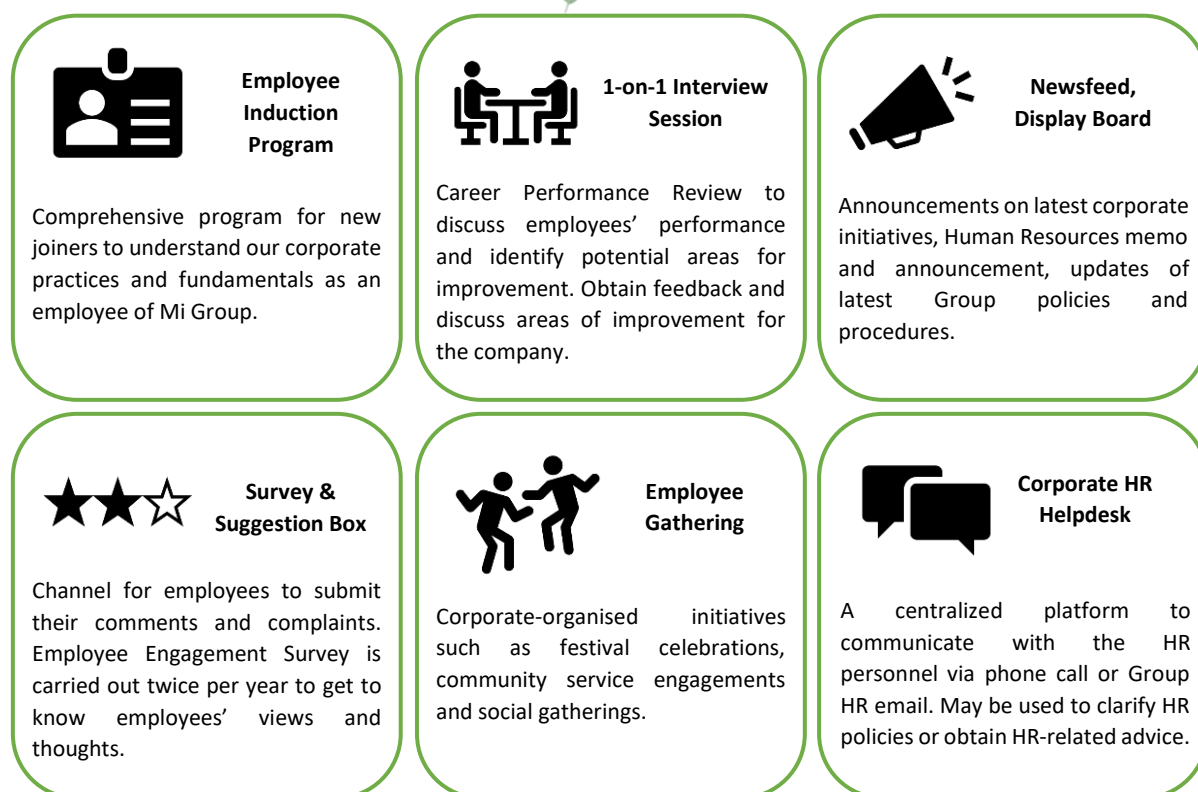 Employee
Induction
Program
Comprehensive program for new
joiners to understand our corporate
practices and fundamentals as an
employee of Mi Group.
1-on-1 Interview
Session
Career Performance Review to
discuss employees’ performance
and identify potential areas for
improvement. Obtain feedback and
discuss areas of improvement for
the company.
Newsfeed,
Display Board
Announcements on latest corporate
initiatives, Human Resources memo
and announcement, updates of
latest Group policies and
procedures.
Survey &
Suggestion Box
Channel for employees to submit
their comments and complaints.
Employee Engagement Survey is
carried out twice per year to get to
know employees’ views and
thoughts.
Employee
Gathering
Corporate-organised initiatives
such as festival celebrations,
community service engagements
and social gatherings.
Corporate HR
Helpdesk
A centralized platform to
communicate with the HR
personnel via phone call or Group
HR email. May be used to clarify HR
policies or obtain HR-related advice.